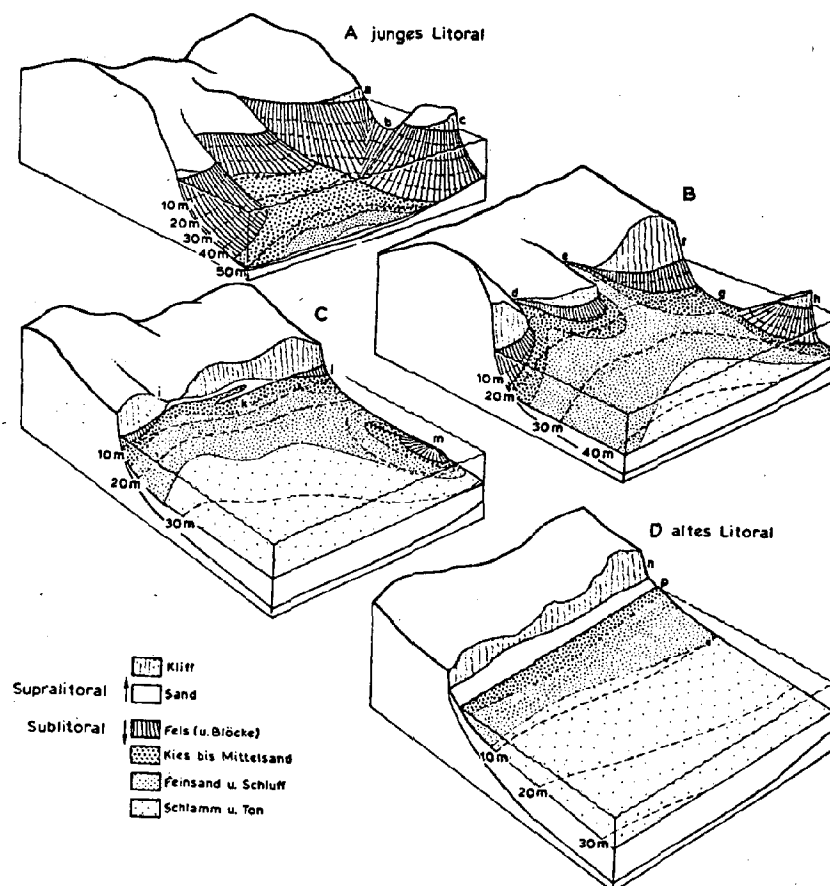 A junges Litoral
a
b
c
10m
20m
30m
40m
50m
B
d
e
f
g
h
10m
20m
30m
40m
C
i
k
l
m
10m
20m
30m
D altes Litoral
n
p
10m
20m
30m
Kliff
Supralitoral
Sand
Sublitoral
Fels (u. Blöcke)
Kies bis Mittelsand
Feinsand u. Schluff
Schlamm u. Ton